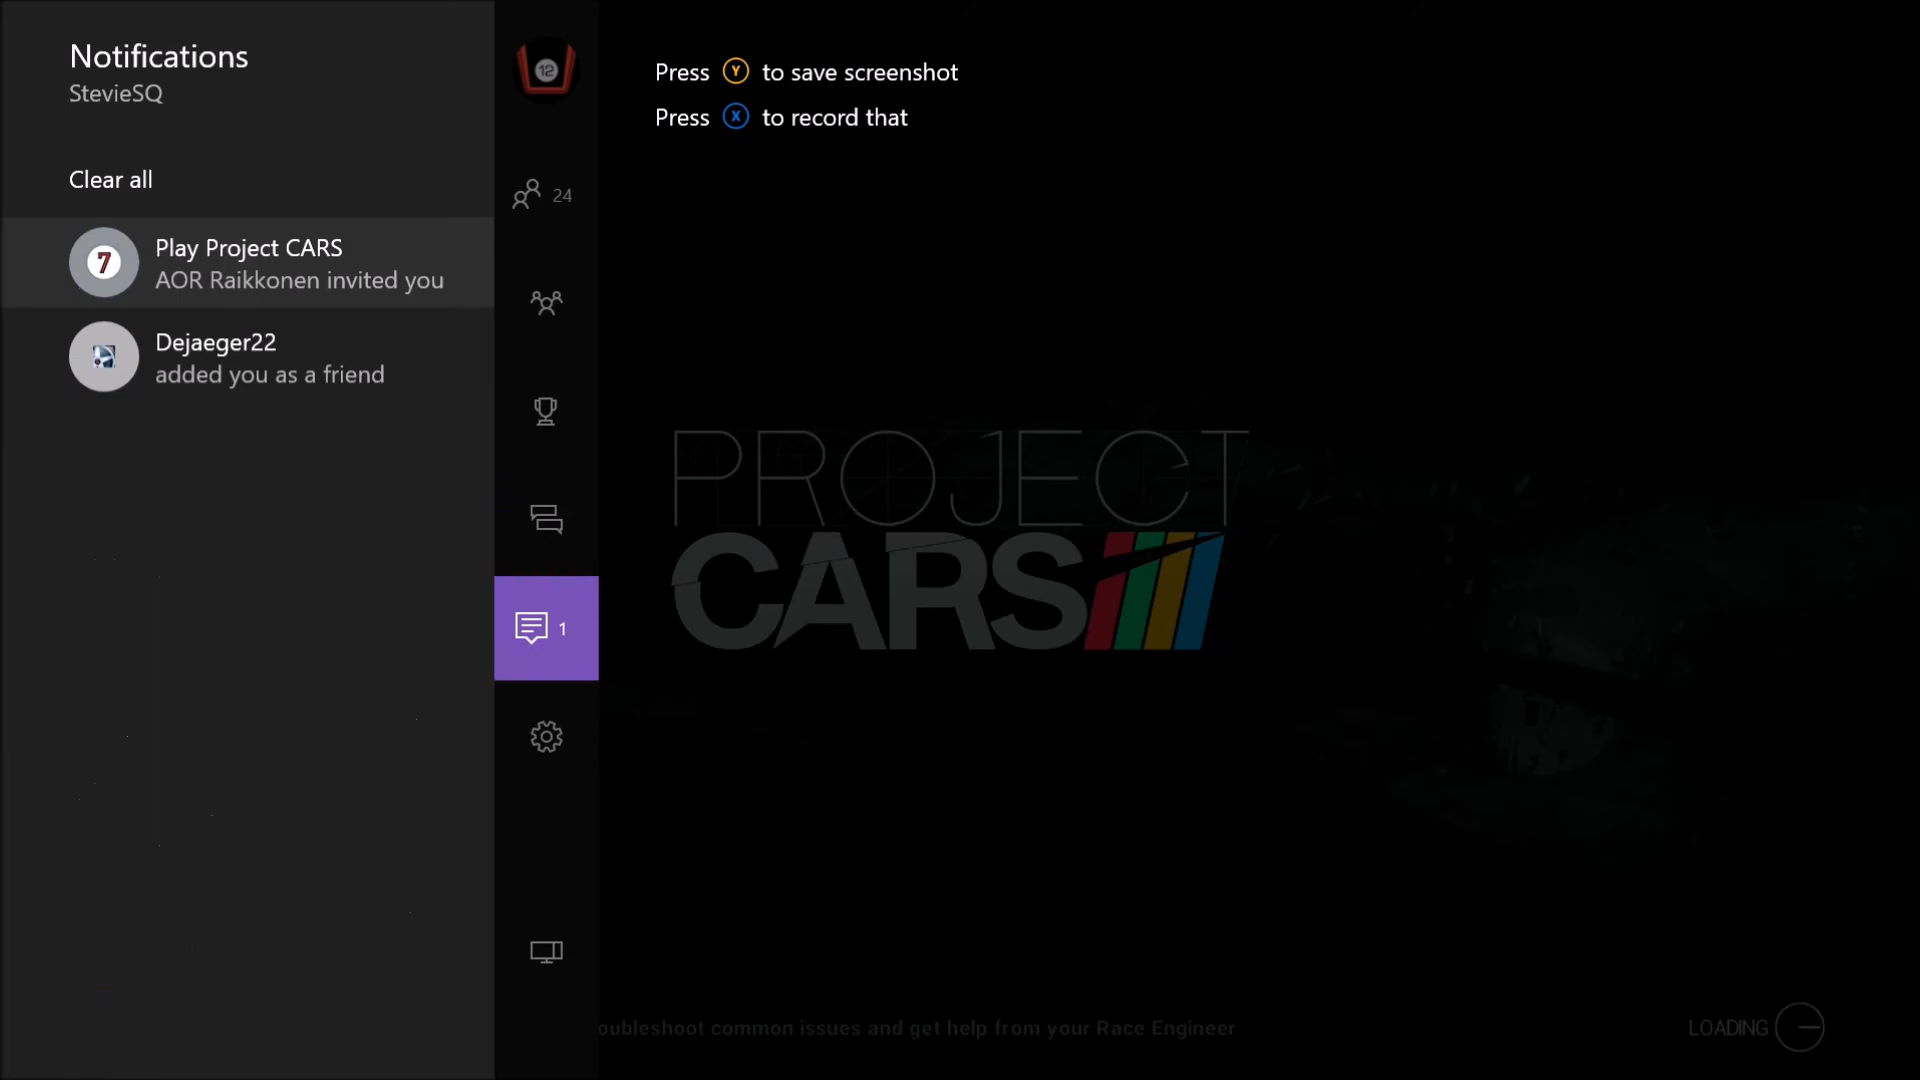 Notifications
StevieSQ
Clear all
7
Play Project CARS
AOR Raikkonen invited you
Dejaeger22
added you as a friend
12
24
1
Press Y to save screenshot
Press X to record that
PROJECT
CARS
oubleshoot common issues and get help from your Race Engineer
LOADING